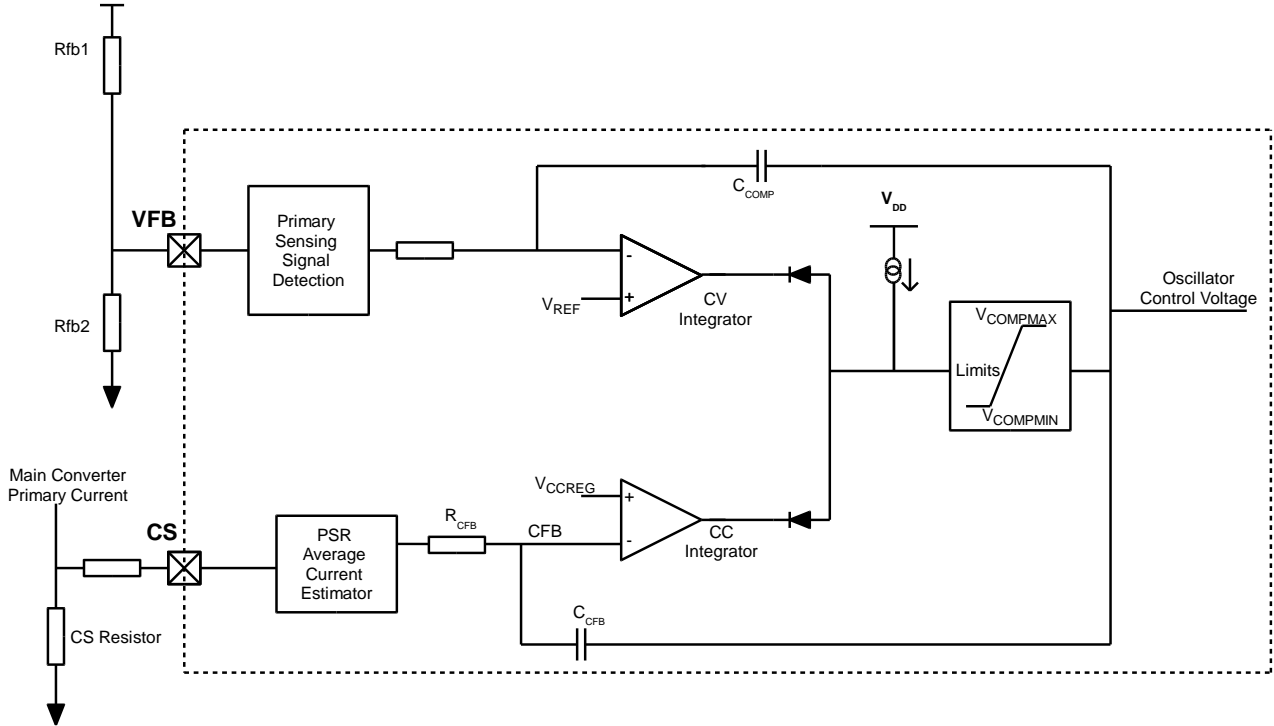 Rfb1
VFB
Rfb2
Primary
Sensing
Signal
Detection
C_COMP
-
+
V_REF
CV
Integrator
V_DD
Oscillator
Control Voltage
V_COMPMAX
Limits
V_COMPMIN
Main Converter
Primary Current
CS
CS Resistor
PSR
Average
Current
Estimator
R_CFB
CFB
V_CCREG
+
-
CC
Integrator
C_CFB